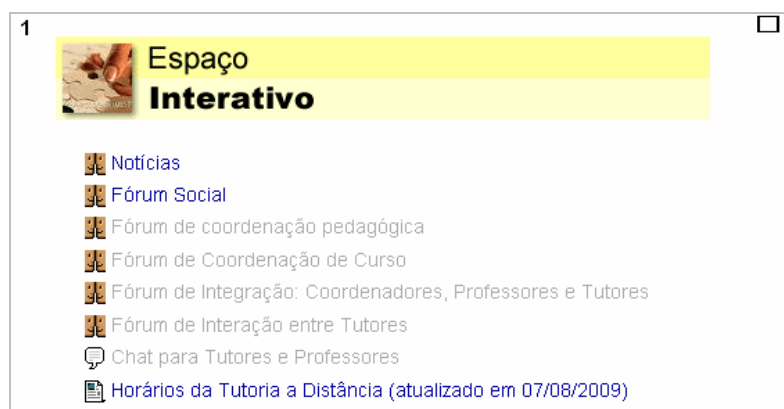 1
Espaço
Interativo
Notícias
Fórum Social
Fórum de coordenação pedagógica
Fórum de Coordenação de Curso
Fórum de Integração: Coordenadores, Professores e Tutores
Fórum de Interação entre Tutores
Chat para Tutores e Professores
Horários da Tutoria a Distância (atualizado em 07/08/2009)